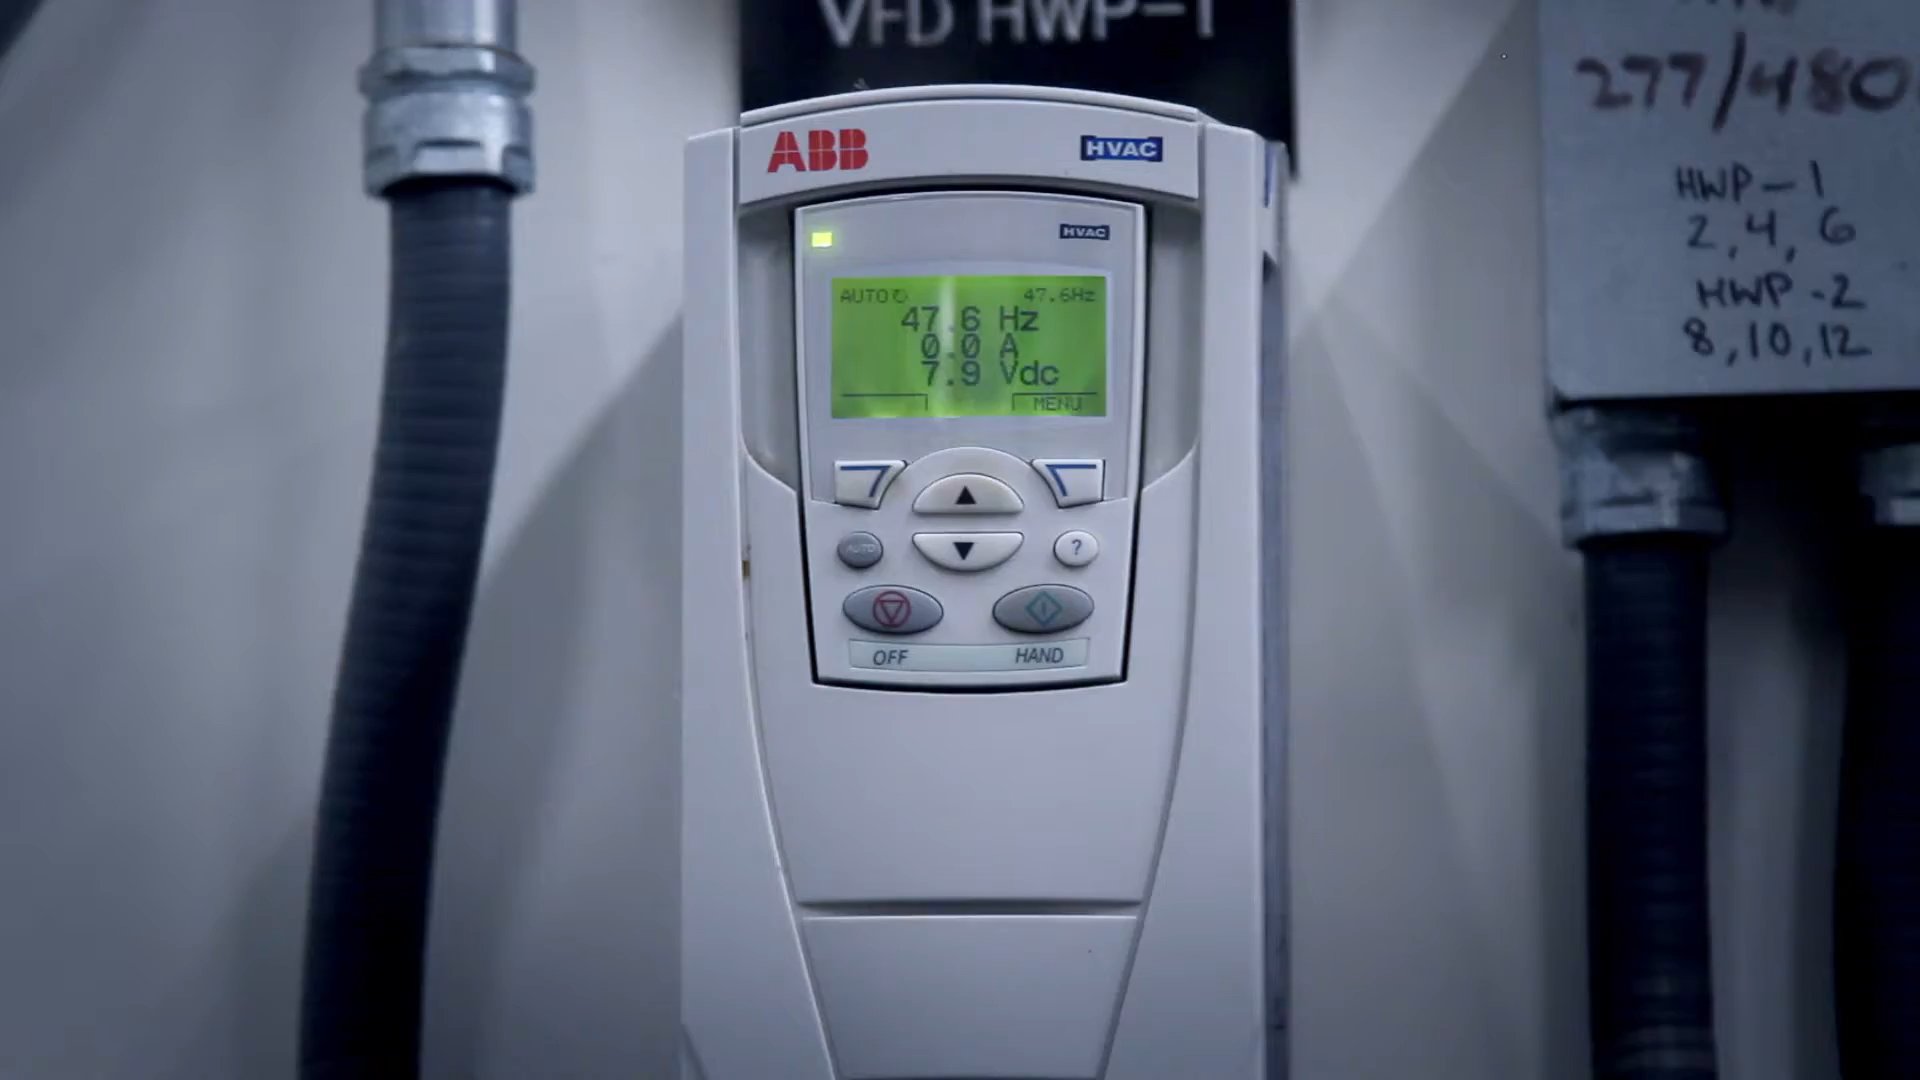 VFD HWP-1
ABB
HVAC
HVAC
AUTO 47.6Hz
47.6 Hz
0.0 A
7.9 Vdc
MENU
AUTO
?
OFF HAND
277/480
HWP-1
2, 4, 6
HWP-2
8, 10, 12